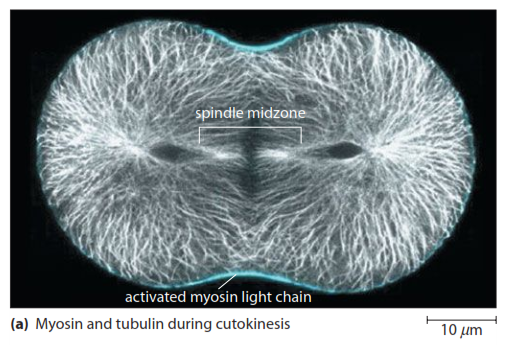 spindle midzone
activated myosin light chain
(a) Myosin and tubulin during cutokinesis
10 μm